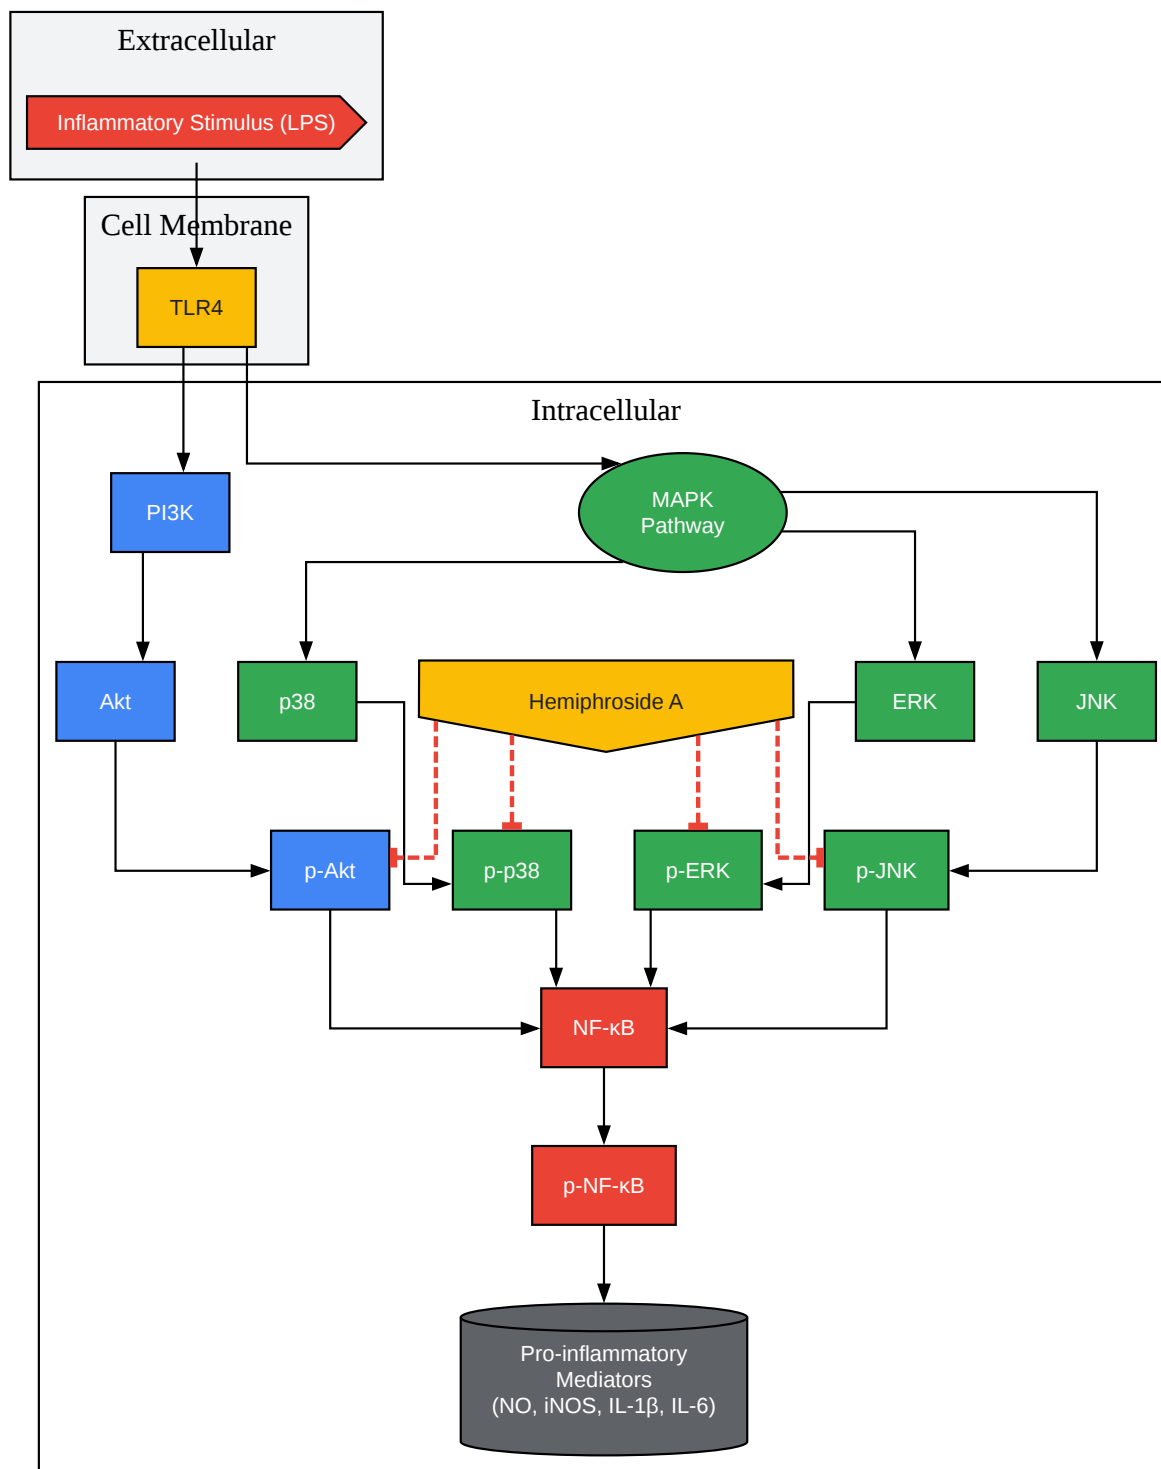 Extracellular
Inflammatory Stimulus (LPS)
Cell Membrane
TLR4
Intracellular
PI3K
MAPK
Pathway
Akt
p38
Hemiphroside A
ERK
JNK
p-Akt
p-p38
p-ERK
p-JNK
NF-κB
p-NF-κB
Pro-inflammatory
Mediators
(NO, iNOS, IL-1β, IL-6)